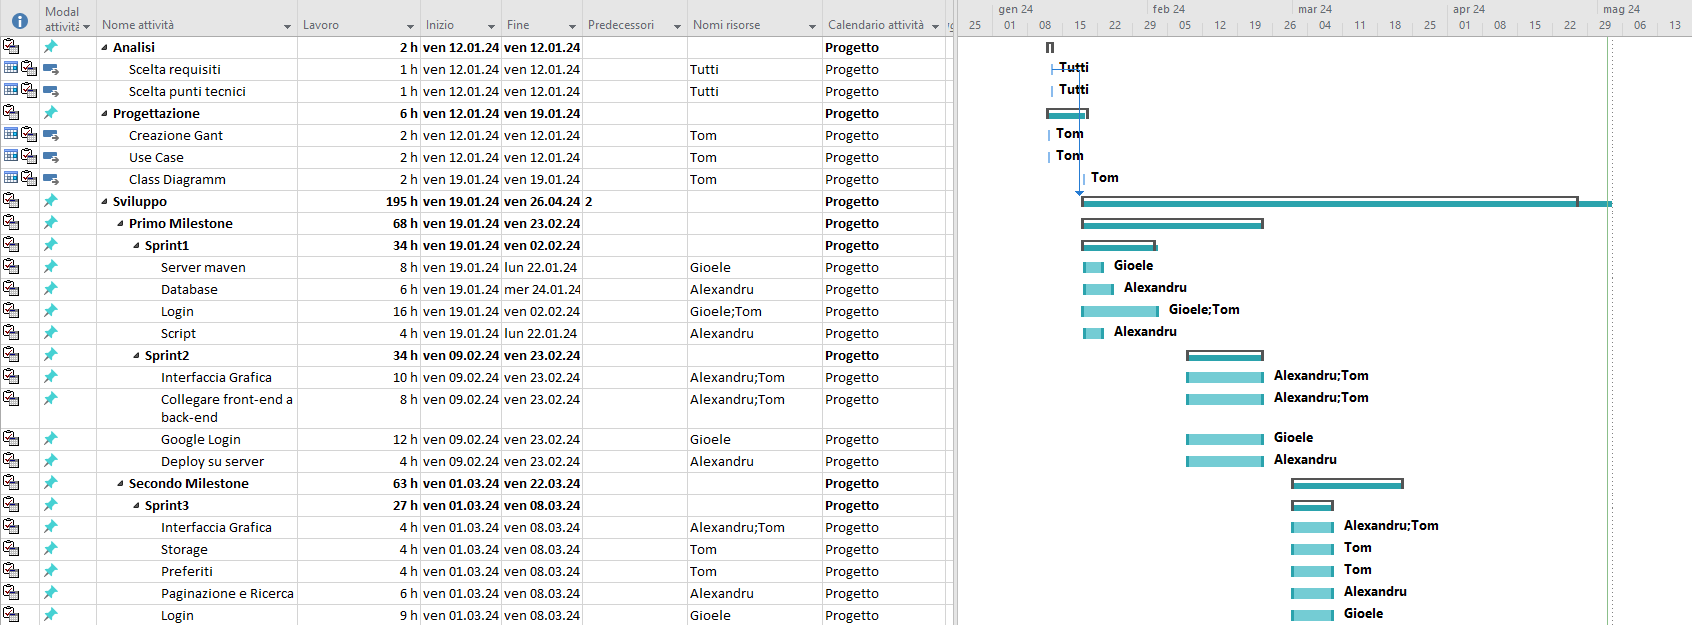 Modal
attività Nome attività Lavoro Inizio Fine Predecessori Nomi risorse Calendario attività
gen 24 feb 24 mar 24 apr 24 mag 24
25 01 08 15 22 29 05 12 19 26 04 11 18 25 01 08 15 22 29 06 13
Analisi 2 h ven 12.01.24 ven 12.01.24 Progetto
Scelta requisiti 1 h ven 12.01.24 ven 12.01.24 Tutti Progetto Tutti
Scelta punti tecnici 1 h ven 12.01.24 ven 12.01.24 Tutti Progetto Tutti
Progettazione 6 h ven 12.01.24 ven 19.01.24 Progetto
Creazione Gant 2 h ven 12.01.24 ven 12.01.24 Tom Progetto Tom
Use Case 2 h ven 12.01.24 ven 12.01.24 Tom Progetto Tom
Class Diagramm 2 h ven 19.01.24 ven 19.01.24 Tom Progetto Tom
Sviluppo 195 h ven 19.01.24 ven 26.04.24 2 Progetto
Primo Milestone 68 h ven 19.01.24 ven 23.02.24 Progetto
Sprint1 34 h ven 19.01.24 ven 02.02.24 Progetto
Server maven 8 h ven 19.01.24 lun 22.01.24 Gioele Progetto Gioele
Database 6 h ven 19.01.24 mer 24.01.24 Alexandru Progetto Alexandru
Login 16 h ven 19.01.24 ven 02.02.24 Gioele;Tom Progetto Gioele;Tom
Script 4 h ven 19.01.24 lun 22.01.24 Alexandru Progetto Alexandru
Sprint2 34 h ven 09.02.24 ven 23.02.24 Progetto
Interfaccia Grafica 10 h ven 09.02.24 ven 23.02.24 Alexandru;Tom Progetto Alexandru;Tom
Collegare front-end a 8 h ven 09.02.24 ven 23.02.24 Alexandru;Tom Progetto Alexandru;Tom
back-end
Google Login 12 h ven 09.02.24 ven 23.02.24 Gioele Progetto Gioele
Deploy su server 4 h ven 09.02.24 ven 23.02.24 Alexandru Progetto Alexandru
Secondo Milestone 63 h ven 01.03.24 ven 22.03.24 Progetto
Sprint3 27 h ven 01.03.24 ven 08.03.24 Progetto
Interfaccia Grafica 4 h ven 01.03.24 ven 08.03.24 Alexandru;Tom Progetto Alexandru;Tom
Storage 4 h ven 01.03.24 ven 08.03.24 Tom Progetto Tom
Preferiti 4 h ven 01.03.24 ven 08.03.24 Tom Progetto Tom
Paginazione e Ricerca 6 h ven 01.03.24 ven 08.03.24 Alexandru Progetto Alexandru
Login 9 h ven 01.03.24 ven 08.03.24 Gioele Progetto Gioele